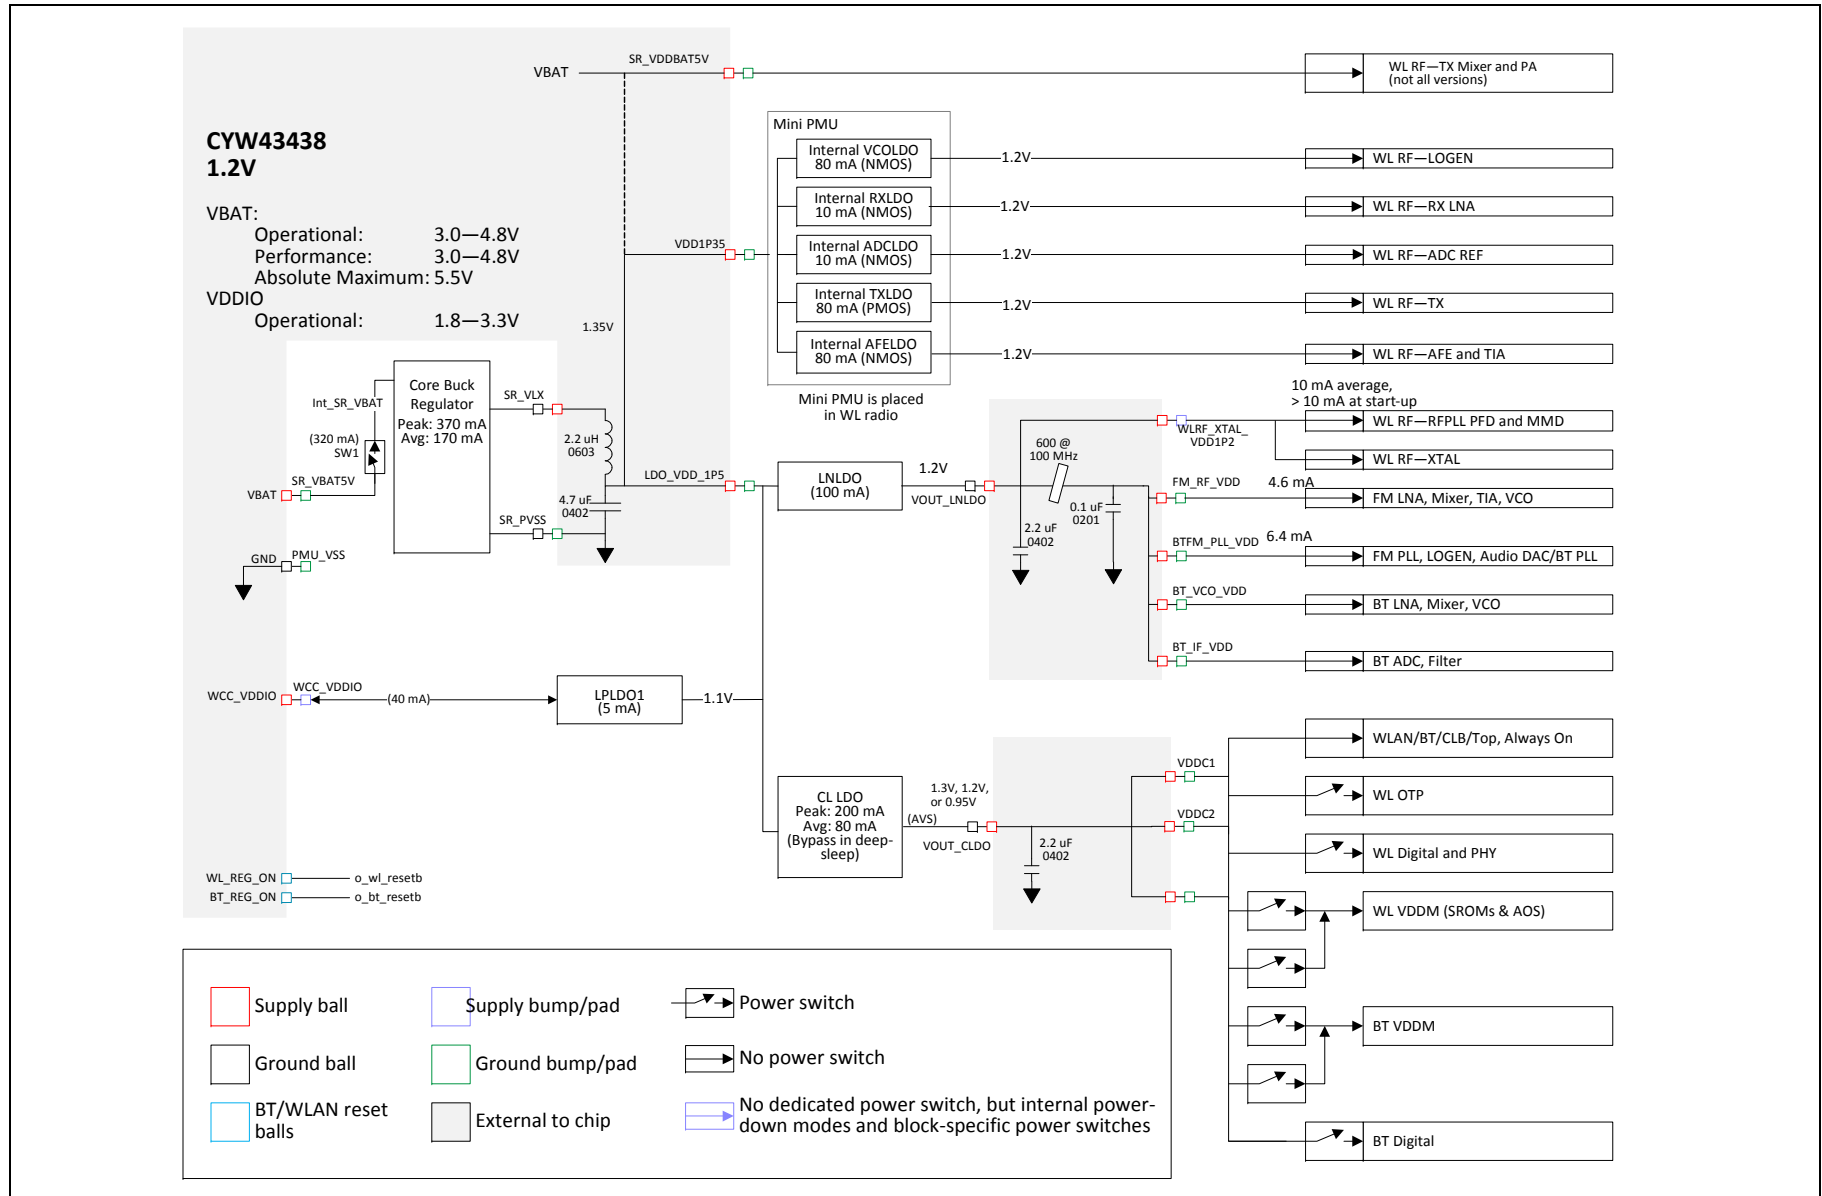 VBAT
SR_VDDBAT5V
WL RF—TX Mixer and PA
(not all versions)
CYW43438
1.2V
VBAT:
Operational: 3.0—4.8V
Performance: 3.0—4.8V
Absolute Maximum: 5.5V
VDDIO
Operational: 1.8—3.3V
Mini PMU
Internal VCOLDO
80 mA (NMOS)
1.2V
WL RF—LOGEN
Internal RXLDO
10 mA (NMOS)
1.2V
WL RF—RX LNA
VDD1P35
Internal ADCLDO
10 mA (NMOS)
1.2V
WL RF—ADC REF
Internal TXLDO
80 mA (PMOS)
1.2V
WL RF—TX
1.35V
Internal AFELDO
80 mA (NMOS)
1.2V
WL RF—AFE and TIA
Mini PMU is placed
in WL radio
10 mA average,
> 10 mA at start-up
Core Buck
Regulator
Peak: 370 mA
Avg: 170 mA
Int_SR_VBAT
(320 mA)
SW1
SR_VBAT5V
VBAT
SR_VLX
2.2 uH
0603
4.7 uF
0402
SR_PVSS
GND
PMU_VSS
LDO_VDD_1P5
LNLDO
(100 mA)
1.2V
VOUT_LNLDO
600 @
100 MHz
2.2 uF
0402
0.1 uF
0201
WLRF_XTAL_
VDD1P2
WL RF—RFPLL PFD and MMD
WL RF—XTAL
FM_RF_VDD
4.6 mA
FM LNA, Mixer, TIA, VCO
BTFM_PLL_VDD
6.4 mA
FM PLL, LOGEN, Audio DAC/BT PLL
BT_VCO_VDD
BT LNA, Mixer, VCO
BT_IF_VDD
BT ADC, Filter
WCC_VDDIO
WCC_VDDIO
(40 mA)
LPLDO1
(5 mA)
1.1V
CL LDO
Peak: 200 mA
Avg: 80 mA
(Bypass in deep-
sleep)
1.3V, 1.2V,
or 0.95V
(AVS)
VOUT_CLDO
2.2 uF
0402
VDDC1
VDDC2
WLAN/BT/CLB/Top, Always On
WL OTP
WL Digital and PHY
WL VDDM (SROMs & AOS)
BT VDDM
BT Digital
WL_REG_ON
o_wl_resetb
BT_REG_ON
o_bt_resetb
Supply ball
Supply bump/pad
Power switch
Ground ball
Ground bump/pad
No power switch
BT/WLAN reset
balls
External to chip
No dedicated power switch, but internal power-
down modes and block-specific power switches